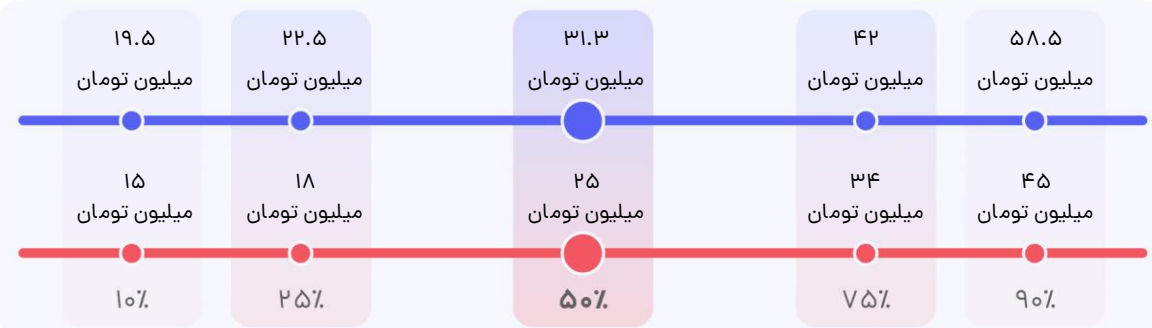 ۱۹.۵ ۲۲.۵ ۳۱.۳ ۴۲ ۵۸.۵
میلیون تومان میلیون تومان میلیون تومان میلیون تومان میلیون تومان
۱۵ ۱۸ ۲۵ ۳۴ ۴۵
میلیون تومان میلیون تومان میلیون تومان میلیون تومان میلیون تومان
۱۰٪ ۲۵٪ ۵۰٪ ۷۵٪ ۹۰٪